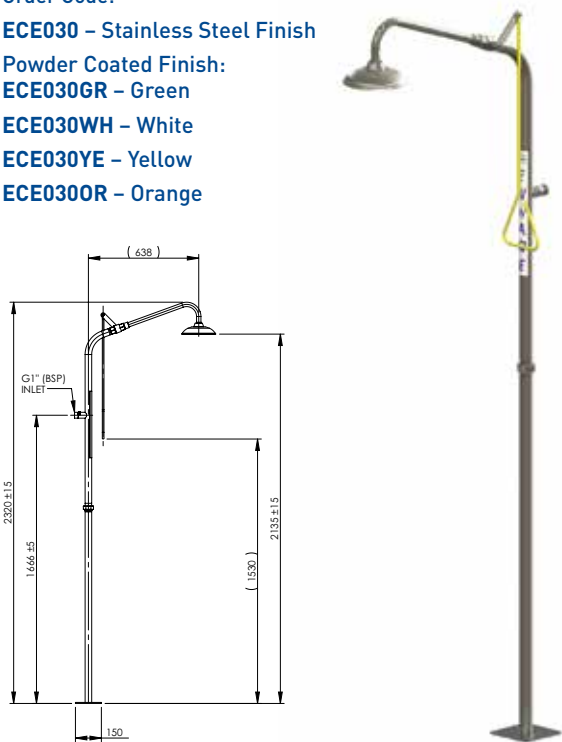 Order Code:
ECE030 – Stainless Steel Finish
Powder Coated Finish:
ECE030GR – Green
ECE030WH – White
ECE030YE – Yellow
ECE030OR – Orange
( 638 )
G1" (BSP)
INLET
2320 ±15
1666 ±5
( 1530 )
2135 ±15
150